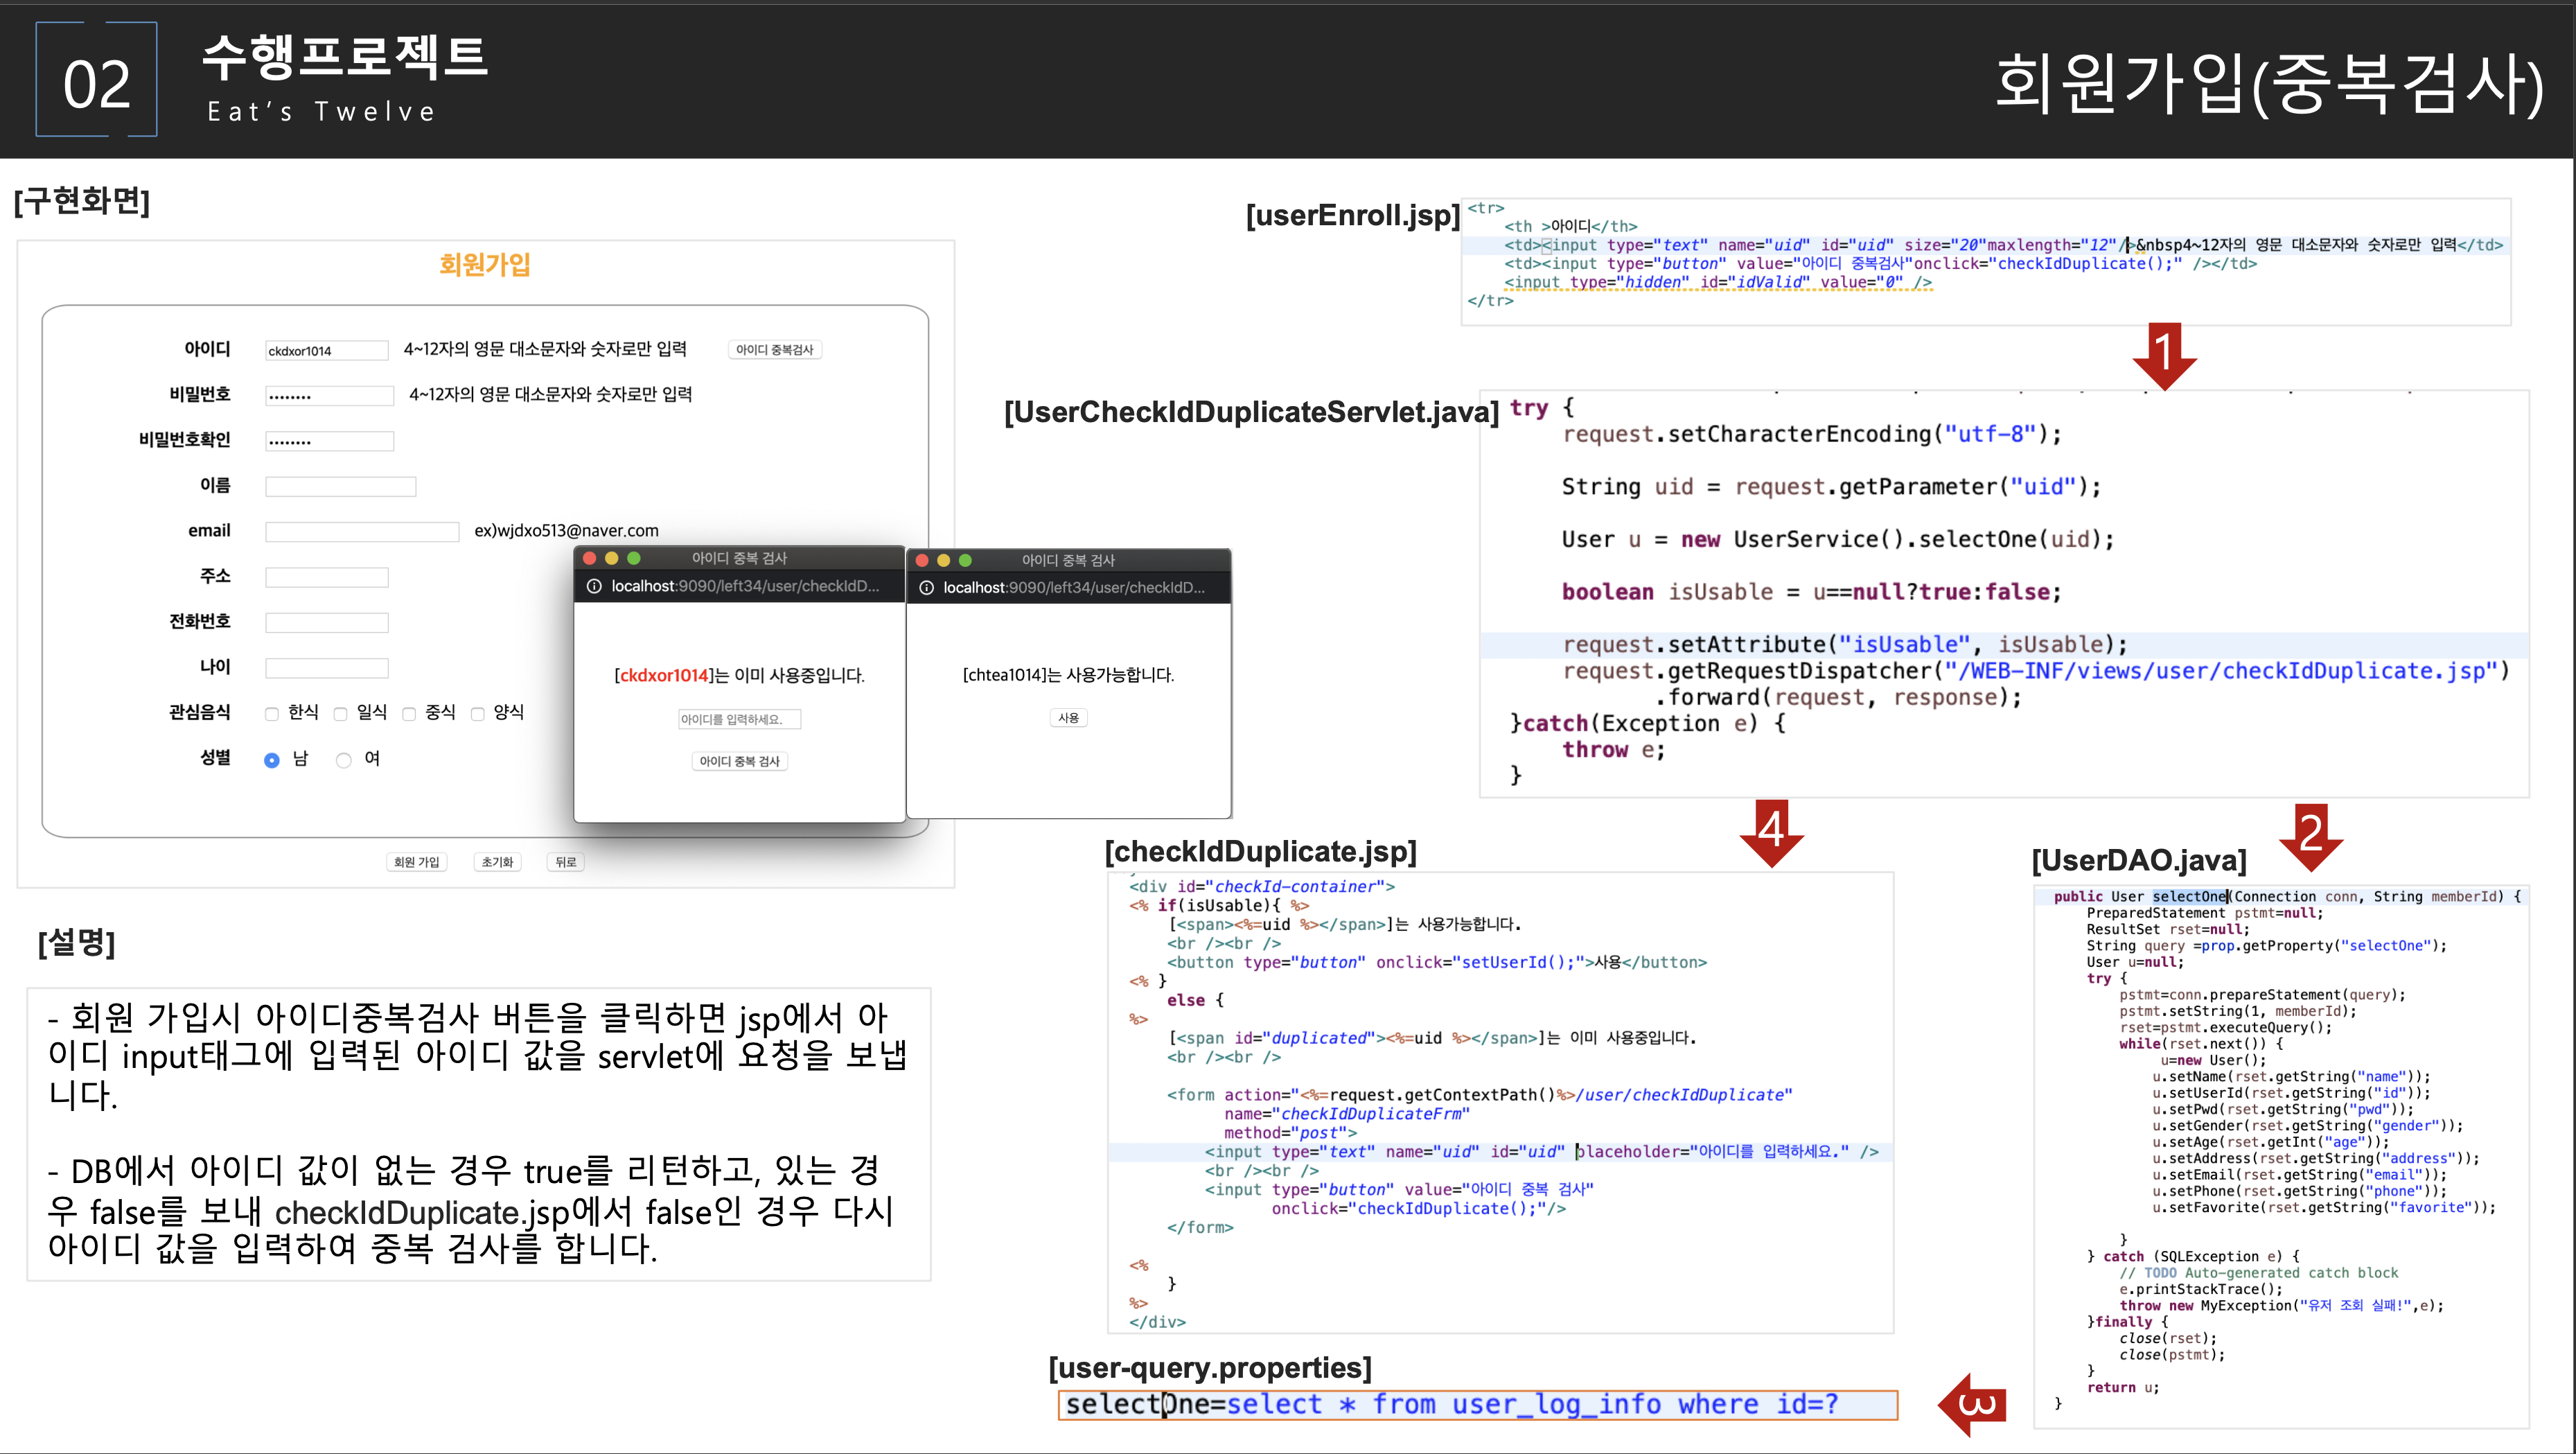 02
수행프로젝트
Eat's Twelve
회원가입(중복검사)
[구현화면]
회원가입
아이디 ckdxor1014 4~12자의 영문 대소문자와 숫자로만 입력 아이디 중복검사
비밀번호 •••••••• 4~12자의 영문 대소문자와 숫자로만 입력
비밀번호확인 ••••••••
이름
email ex)wjdxo513@naver.com
주소
전화번호
나이
관심음식 한식 일식 중식 양식
성별 남 여
회원 가입 초기화 뒤로
아이디 중복 검사
localhost:9090/left34/user/checkIdD...
[ckdxor1014]는 이미 사용중입니다.
아이디를 입력하세요.
아이디 중복 검사
아이디 중복 검사
localhost:9090/left34/user/checkIdD...
[chtea1014]는 사용가능합니다.
사용
[설명]
- 회원 가입시 아이디중복검사 버튼을 클릭하면 jsp에서 아
이디 input태그에 입력된 아이디 값을 servlet에 요청을 보냅
니다.
- DB에서 아이디 값이 없는 경우 true를 리턴하고, 있는 경
우 false를 보내 checkIdDuplicate.jsp에서 false인 경우 다시
아이디 값을 입력하여 중복 검사를 합니다.
[userEnroll.jsp]
<tr>
<th >아이디</th>
<td><input type="text" name="uid" id="uid" size="20"maxlength="12"/>&nbsp4~12자의 영문 대소문자와 숫자로만 입력</td>
<td><input type="button" value="아이디 중복검사"onclick="checkIdDuplicate();" /></td>
<input type="hidden" id="idValid" value="0" />
</tr>
1
[UserCheckIdDuplicateServlet.java]
try {
request.setCharacterEncoding("utf-8");
String uid = request.getParameter("uid");
User u = new UserService().selectOne(uid);
boolean isUsable = u==null?true:false;
request.setAttribute("isUsable", isUsable);
request.getRequestDispatcher("/WEB-INF/views/user/checkIdDuplicate.jsp")
.forward(request, response);
}catch(Exception e) {
throw e;
}
4
2
[checkIdDuplicate.jsp]
<div id="checkId-container">
<% if(isUsable){ %>
[<span><%=uid %></span>]는 사용가능합니다.
<br /><br />
<button type="button" onclick="setUserId();">사용</button>
<% }
else {
%>
[<span id="duplicated"><%=uid %></span>]는 이미 사용중입니다.
<br /><br />
<form action="<%=request.getContextPath()%>/user/checkIdDuplicate"
name="checkIdDuplicateFrm"
method="post">
<input type="text" name="uid" id="uid" placeholder="아이디를 입력하세요." />
<br /><br />
<input type="button" value="아이디 중복 검사"
onclick="checkIdDuplicate();"/>
</form>
<%
}
%>
</div>
[UserDAO.java]
public User selectOne(Connection conn, String memberId) {
PreparedStatement pstmt=null;
ResultSet rset=null;
String query =prop.getProperty("selectOne");
User u=null;
try {
pstmt=conn.prepareStatement(query);
pstmt.setString(1, memberId);
rset=pstmt.executeQuery();
while(rset.next()) {
u=new User();
u.setName(rset.getString("name"));
u.setUserId(rset.getString("id"));
u.setPwd(rset.getString("pwd"));
u.setGender(rset.getString("gender"));
u.setAge(rset.getInt("age"));
u.setAddress(rset.getString("address"));
u.setEmail(rset.getString("email"));
u.setPhone(rset.getString("phone"));
u.setFavorite(rset.getString("favorite"));
}
} catch (SQLException e) {
// TODO Auto-generated catch block
e.printStackTrace();
throw new MyException("유저 조회 실패!",e);
}finally {
close(rset);
close(pstmt);
}
return u;
}
3
[user-query.properties]
selectOne=select * from user_log_info where id=?